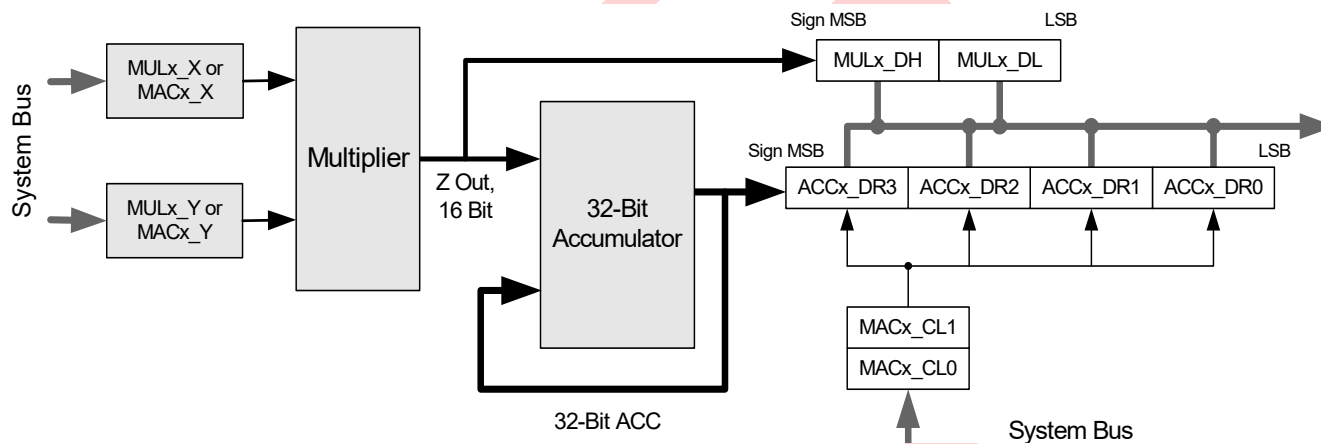 Sign MSB
LSB
MULx_X or
MACx_X
MULx_DH
MULx_DL
System Bus
Multiplier
Sign MSB
LSB
Z Out,
16 Bit
ACCx_DR3
ACCx_DR2
ACCx_DR1
ACCx_DR0
MULx_Y or
MACx_Y
32-Bit
Accumulator
MACx_CL1
MACx_CL0
32-Bit ACC
System Bus